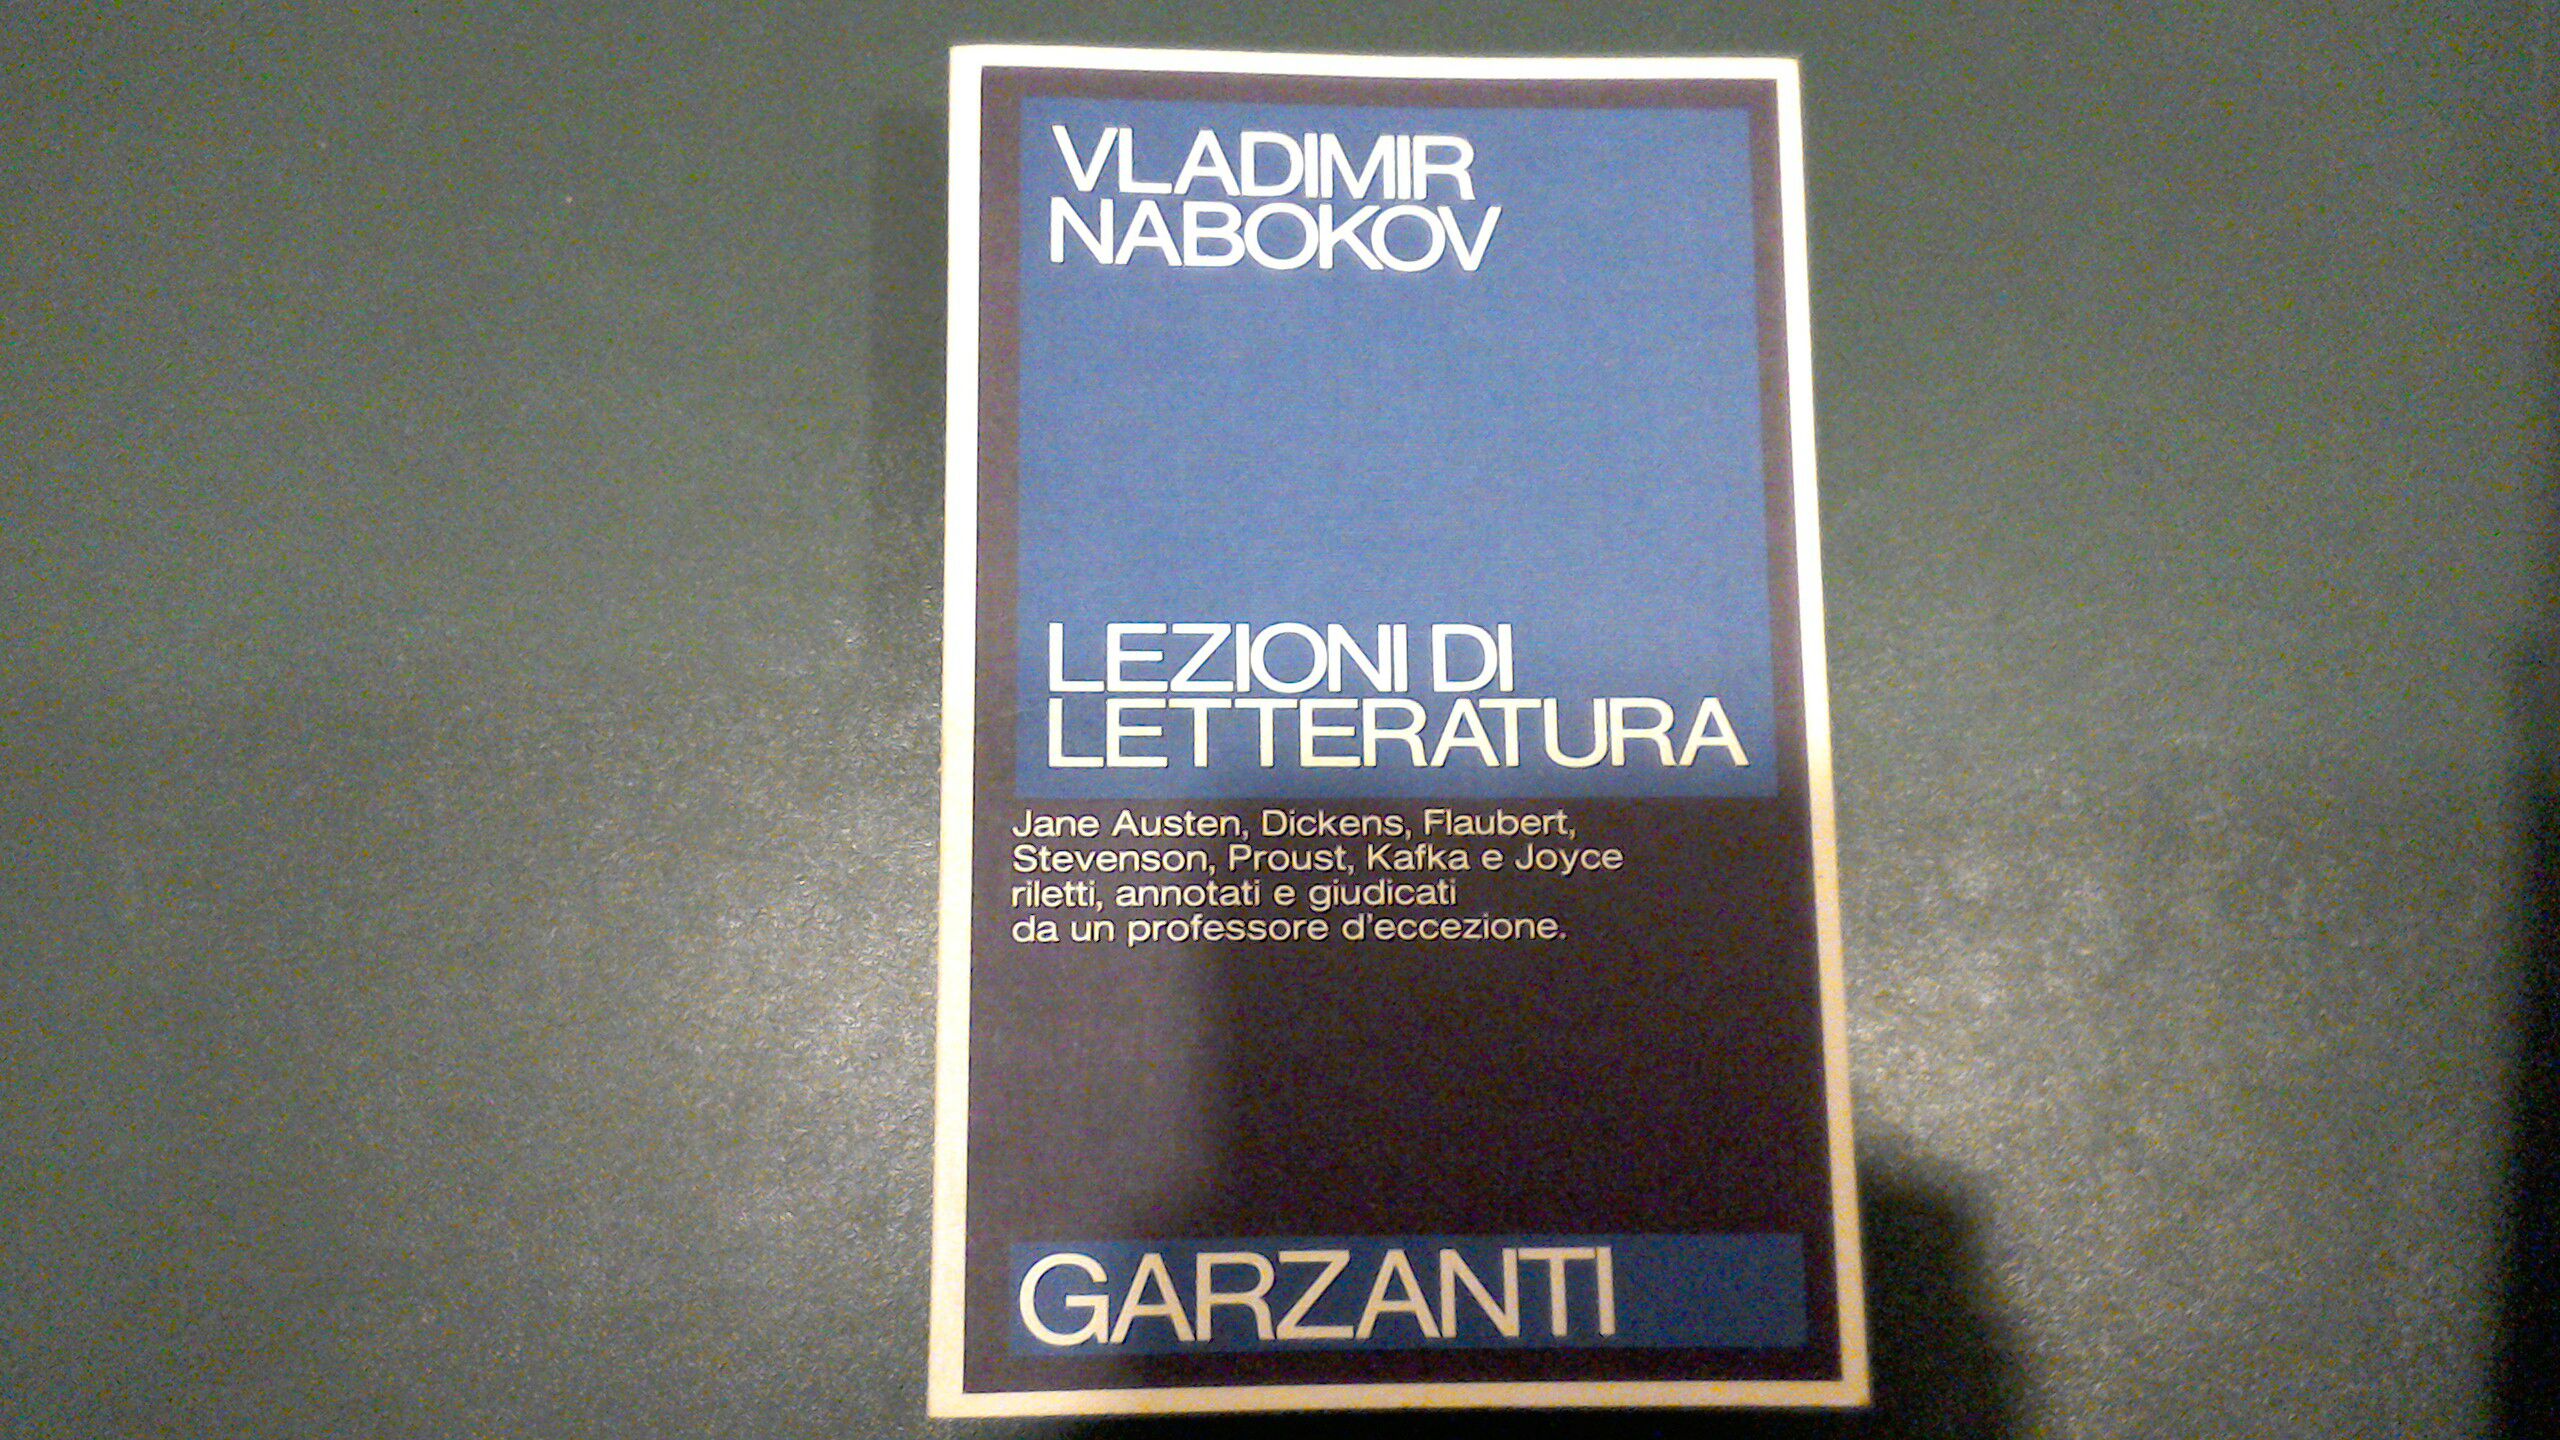 VLADIMIR
NABOKOV
LEZIONI DI
LETTERATURA
Jane Austen, Dickens, Flaubert,
Stevenson, Proust, Kafka e Joyce
riletti, annotati e giudicati
da un professore d'eccezione.
GARZANTI